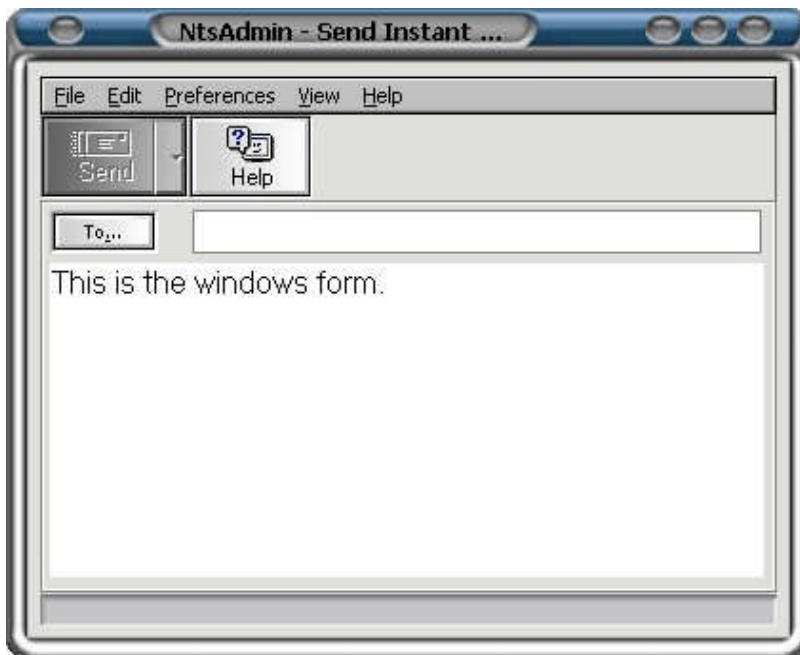 NtsAdmin - Send Instant ...
File Edit Preferences View Help
Send Help
To...
This is the windows form.